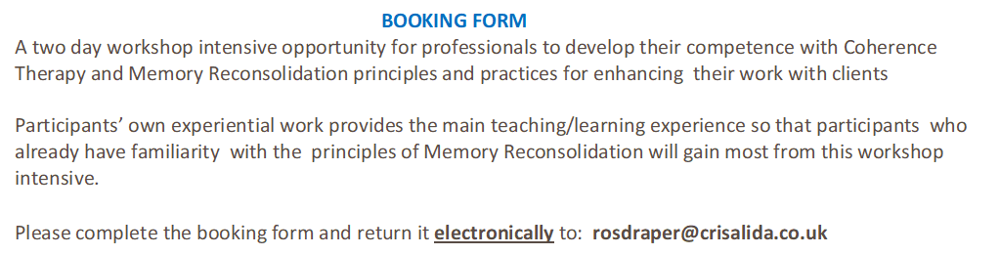 BOOKING FORM
A two day workshop intensive opportunity for professionals to develop their competence with Coherence
Therapy and Memory Reconsolidation principles and practices for enhancing  their work with clients
Participants’ own experiential work provides the main teaching/learning experience so that participants  who
already have familiarity  with the  principles of Memory Reconsolidation will gain most from this workshop
intensive.
Please complete the booking form and return it electronically to:  rosdraper@crisalida.co.uk